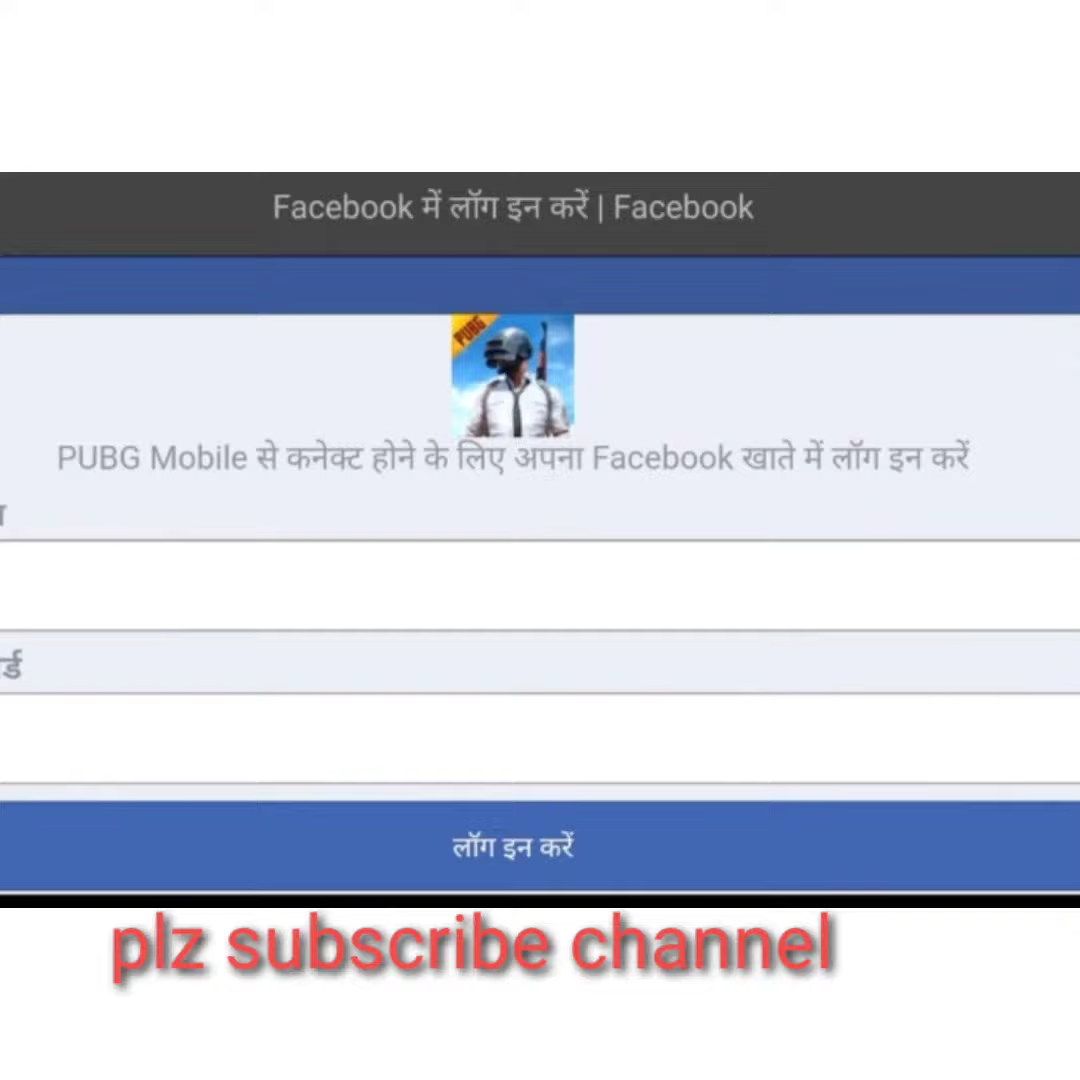 Facebook में लॉग इन करें | Facebook
PUBG
PUBG Mobile से कनेक्ट होने के लिए अपना Facebook खाते में लॉग इन करें
लॉग इन करें
plz subscribe channel